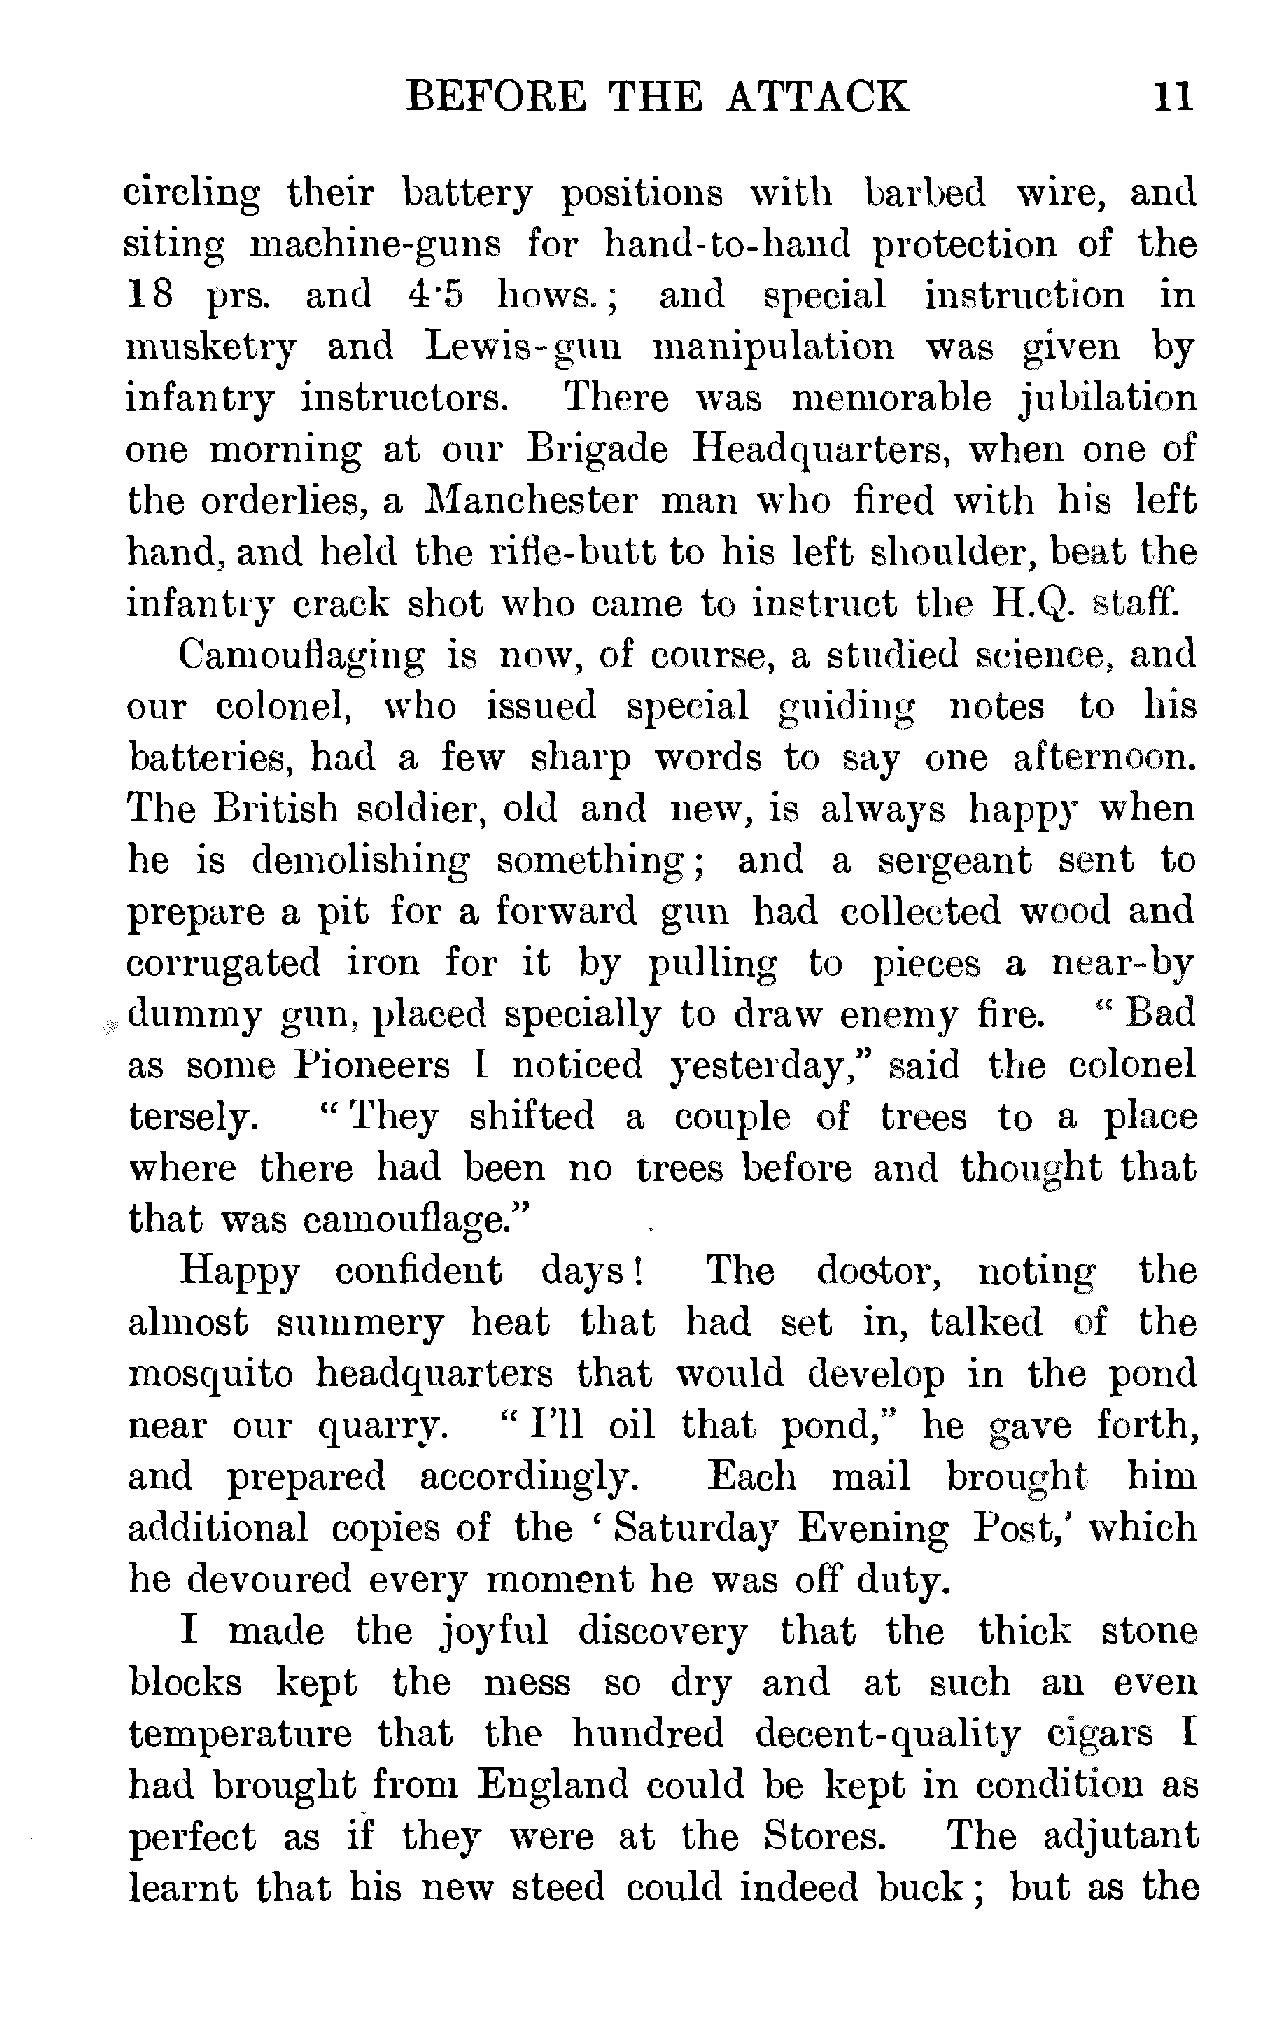 BEFORE THE ATTACK 11
circling their battery positions with barbed wire, and
siting machine-guns for hand-to-hand protection of the
18 prs. and 4·5 hows. ; and special instruction in
musketry and Lewis-gun manipulation was given by
infantry instructors. There was memorable jubilation
one morning at our Brigade Headquarters, when one of
the orderlies, a Manchester man who fired with his left
hand, and held the rifle-butt to his left shoulder, beat the
infantry crack shot who came to instruct the H.Q. staff.
Camouflaging is now, of course, a studied science, and
our colonel, who issued special guiding notes to his
batteries, had a few sharp words to say one afternoon.
The British soldier, old and new, is always happy when
he is demolishing something ; and a sergeant sent to
prepare a pit for a forward gun had collected wood and
corrugated iron for it by pulling to pieces a near-by
dummy gun, placed specially to draw enemy fire. “ Bad
as some Pioneers I noticed yesterday,” said the colonel
tersely. “ They shifted a couple of trees to a place
where there had been no trees before and thought that
that was camouflage.”
Happy confident days ! The doctor, noting the
almost summery heat that had set in, talked of the
mosquito headquarters that would develop in the pond
near our quarry. “ I’ll oil that pond,” he gave forth,
and prepared accordingly. Each mail brought him
additional copies of the ‘ Saturday Evening Post,’ which
he devoured every moment he was off duty.
I made the joyful discovery that the thick stone
blocks kept the mess so dry and at such an even
temperature that the hundred decent-quality cigars I
had brought from England could be kept in condition as
perfect as if they were at the Stores. The adjutant
learnt that his new steed could indeed buck ; but as the